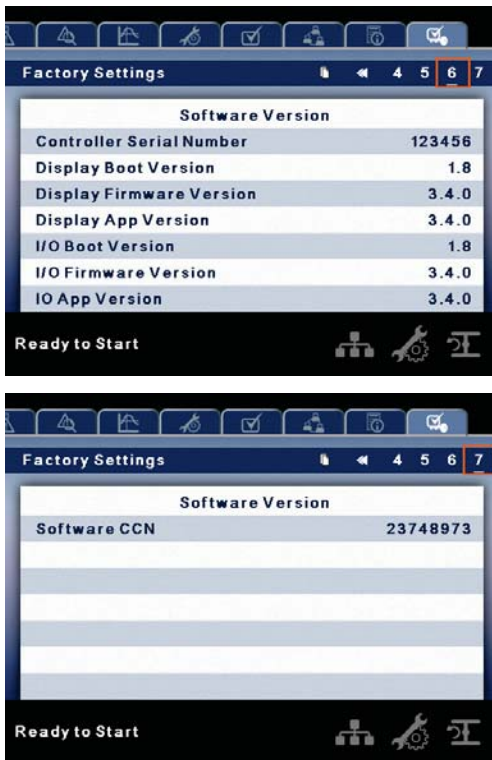 Factory Settings 4 5 6 7
Software Version
Controller Serial Number 123456
Display Boot Version 1.8
Display Firmware Version 3.4.0
Display App Version 3.4.0
I/O Boot Version 1.8
I/O Firmware Version 3.4.0
IO App Version 3.4.0
Ready to Start
Factory Settings 4 5 6 7
Software Version
Software CCN 23748973
Ready to Start